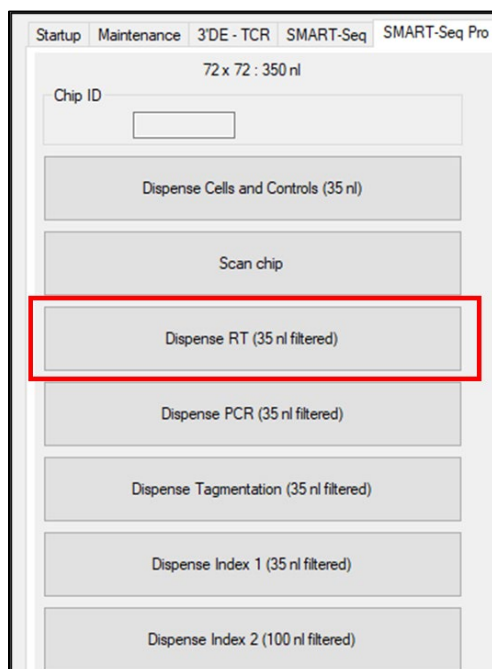 Startup Maintenance 3'DE - TCR SMART-Seq SMART-Seq Pro
72 x 72 : 350 nl
Chip ID
Dispense Cells and Controls (35 nl)
Scan chip
Dispense RT (35 nl filtered)
Dispense PCR (35 nl filtered)
Dispense Tagmentation (35 nl filtered)
Dispense Index 1 (35 nl filtered)
Dispense Index 2 (100 nl filtered)